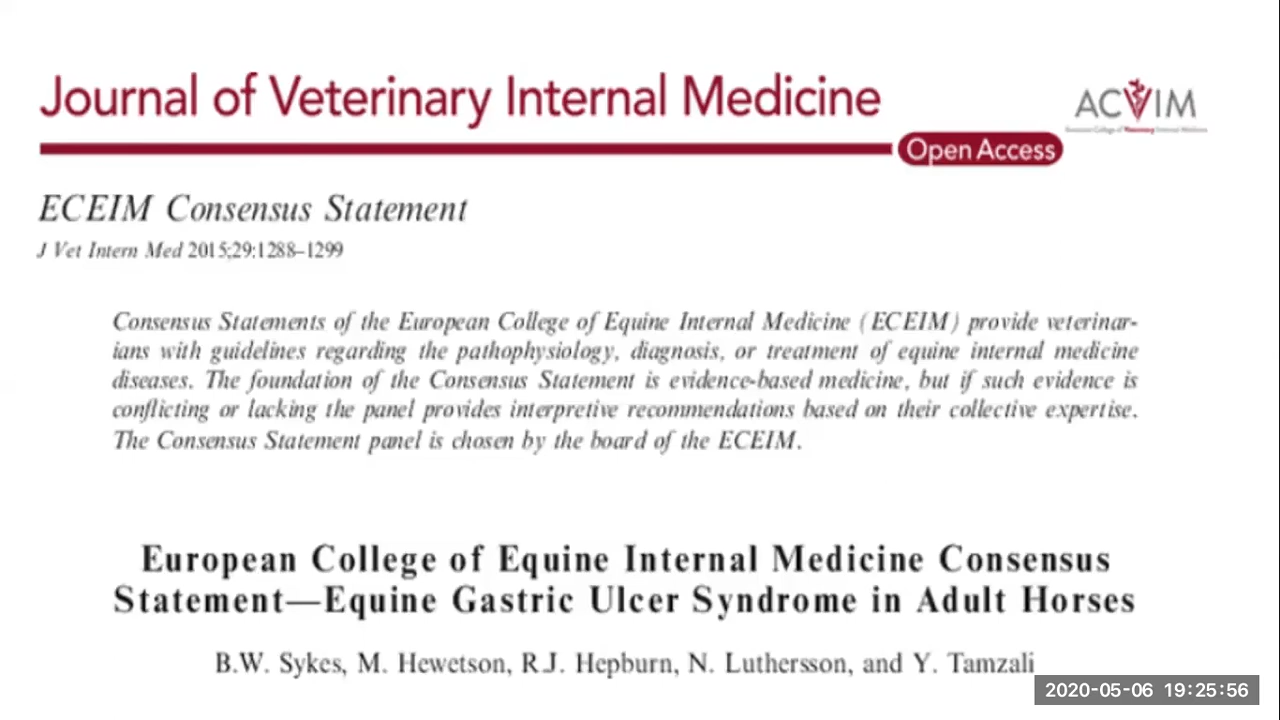 Journal of Veterinary Internal Medicine
ACVIM
Open Access
ECEIM Consensus Statement
J Vet Intern Med 2015;29:1288–1299
Consensus Statements of the European College of Equine Internal Medicine (ECEIM) provide veterinar-
ians with guidelines regarding the pathophysiology, diagnosis, or treatment of equine internal medicine
diseases. The foundation of the Consensus Statement is evidence-based medicine, but if such evidence is
conflicting or lacking the panel provides interpretive recommendations based on their collective expertise.
The Consensus Statement panel is chosen by the board of the ECEIM.
European College of Equine Internal Medicine Consensus
Statement—Equine Gastric Ulcer Syndrome in Adult Horses
B.W. Sykes, M. Hewetson, R.J. Hepburn, N. Luthersson, and Y. Tamzali
2020-05-06 19:25:56